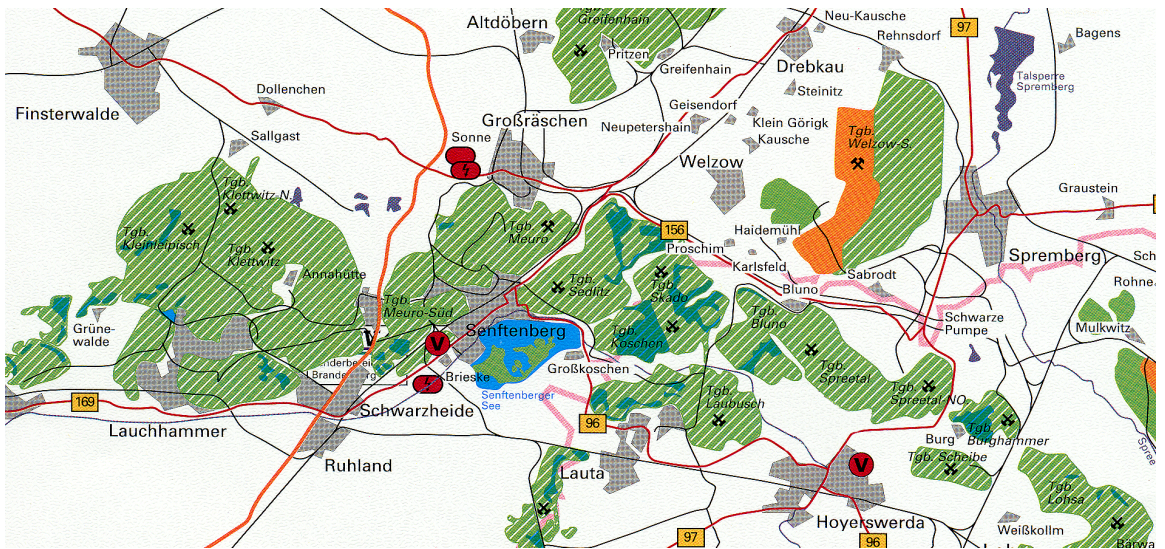 Altdöbern
Tgb.
Greifenhain
Pritzen
Greifenhain
Neu-Kausche
Rehnsdorf
97
Bagens
Drebkau
Steinitz
Talsperre
Spremberg
Finsterwalde
Dollenchen
Sallgast
Großräschen
Sonne
Geisendorf
Neupetershain
Klein Görigk
Kausche
Tgb.
Welzow-S.
Welzow
Graustein
Tgb.
Klettwitz-N.
Tgb.
Kleinleipisch
Tgb.
Klettwitz
Annahütte
Tgb.
Meuro
156
Proschim
Haidemühl
Karlsfeld
Sabrodt
Bluno
Spremberg
Sch
Rohne
Tgb.
Sedlitz
Tgb.
Skado
Tgb.
Meuro-Süd
Senftenberg
Tgb.
Koschen
Tgb.
Bluno
Schwarze
Pumpe
Mulkwitz
Grüne-
walde
V
V
Brieske
Großkoschen
Senftenberger
See
Tgb.
Spreetal
Tgb.
Spreetal-NO.
Tgb.
Laubusch
169
Lauchhammer
Schwarzheide
96
Burg
Tgb.
Burghammer
Tgb. Scheibe
Spree
Ruhland
Lauta
V
Tgb.
Lohsa
Hoyerswerda
Weißkollm
97
96
Bärwa